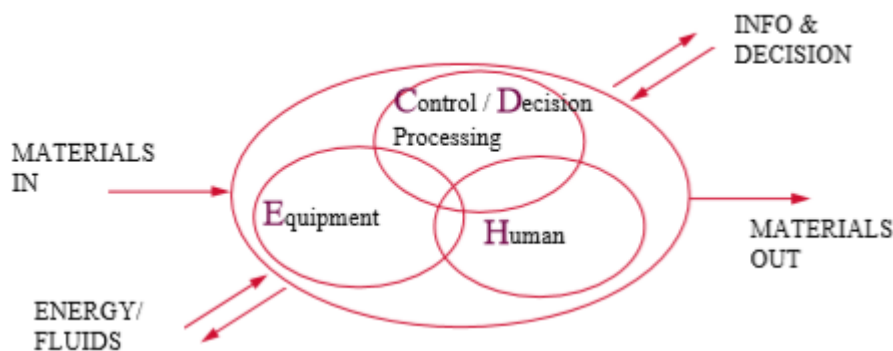 INFO &
DECISION
Control / Decision
Processing
MATERIALS
IN
Equipment
Human
MATERIALS
OUT
ENERGY/
FLUIDS